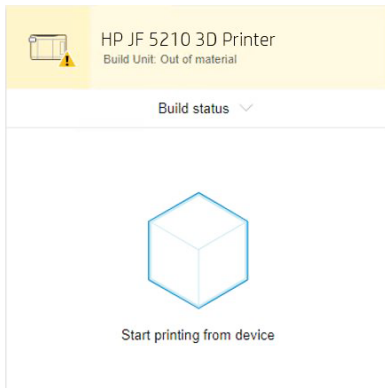 HP JF 5210 3D Printer
Build Unit: Out of material
Build status
Start printing from device